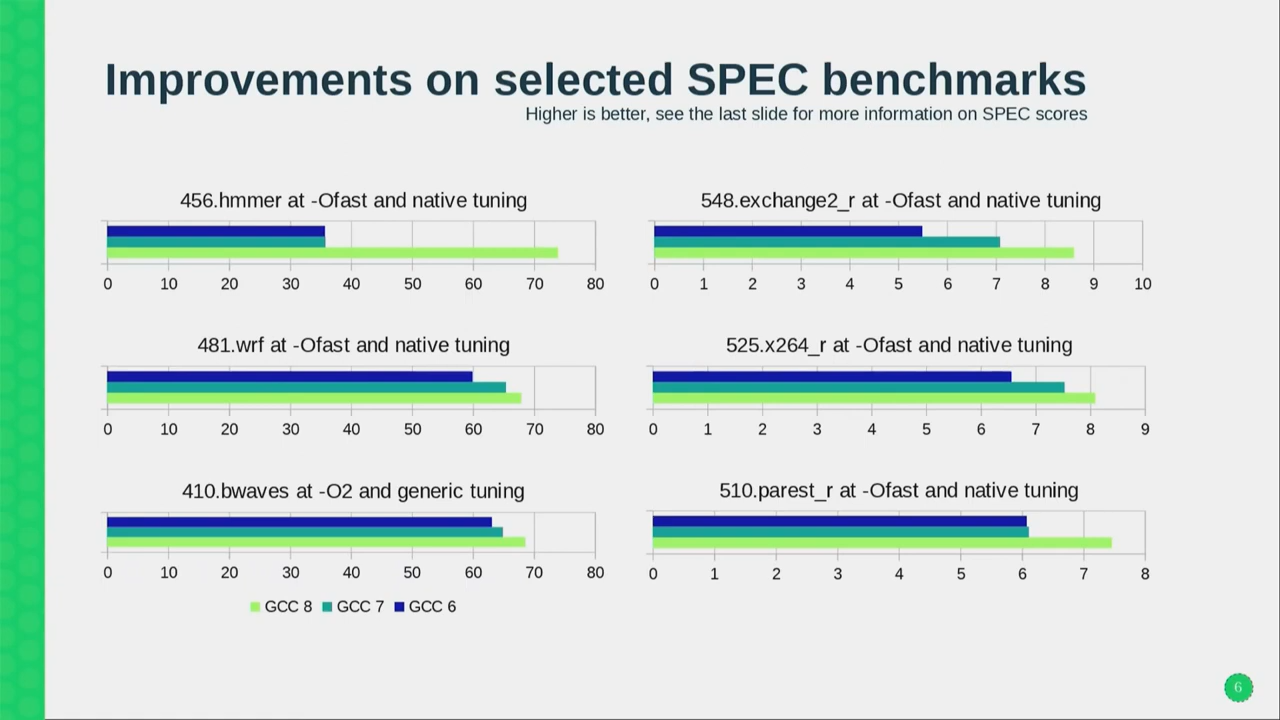 Improvements on selected SPEC benchmarks
Higher is better, see the last slide for more information on SPEC scores
456.hmmer at -Ofast and native tuning
0 10 20 30 40 50 60 70 80
548.exchange2_r at -Ofast and native tuning
0 1 2 3 4 5 6 7 8 9 10
481.wrf at -Ofast and native tuning
0 10 20 30 40 50 60 70 80
525.x264_r at -Ofast and native tuning
0 1 2 3 4 5 6 7 8 9
410.bwaves at -O2 and generic tuning
0 10 20 30 40 50 60 70 80
510.parest_r at -Ofast and native tuning
0 1 2 3 4 5 6 7 8
GCC 8 GCC 7 GCC 6
6